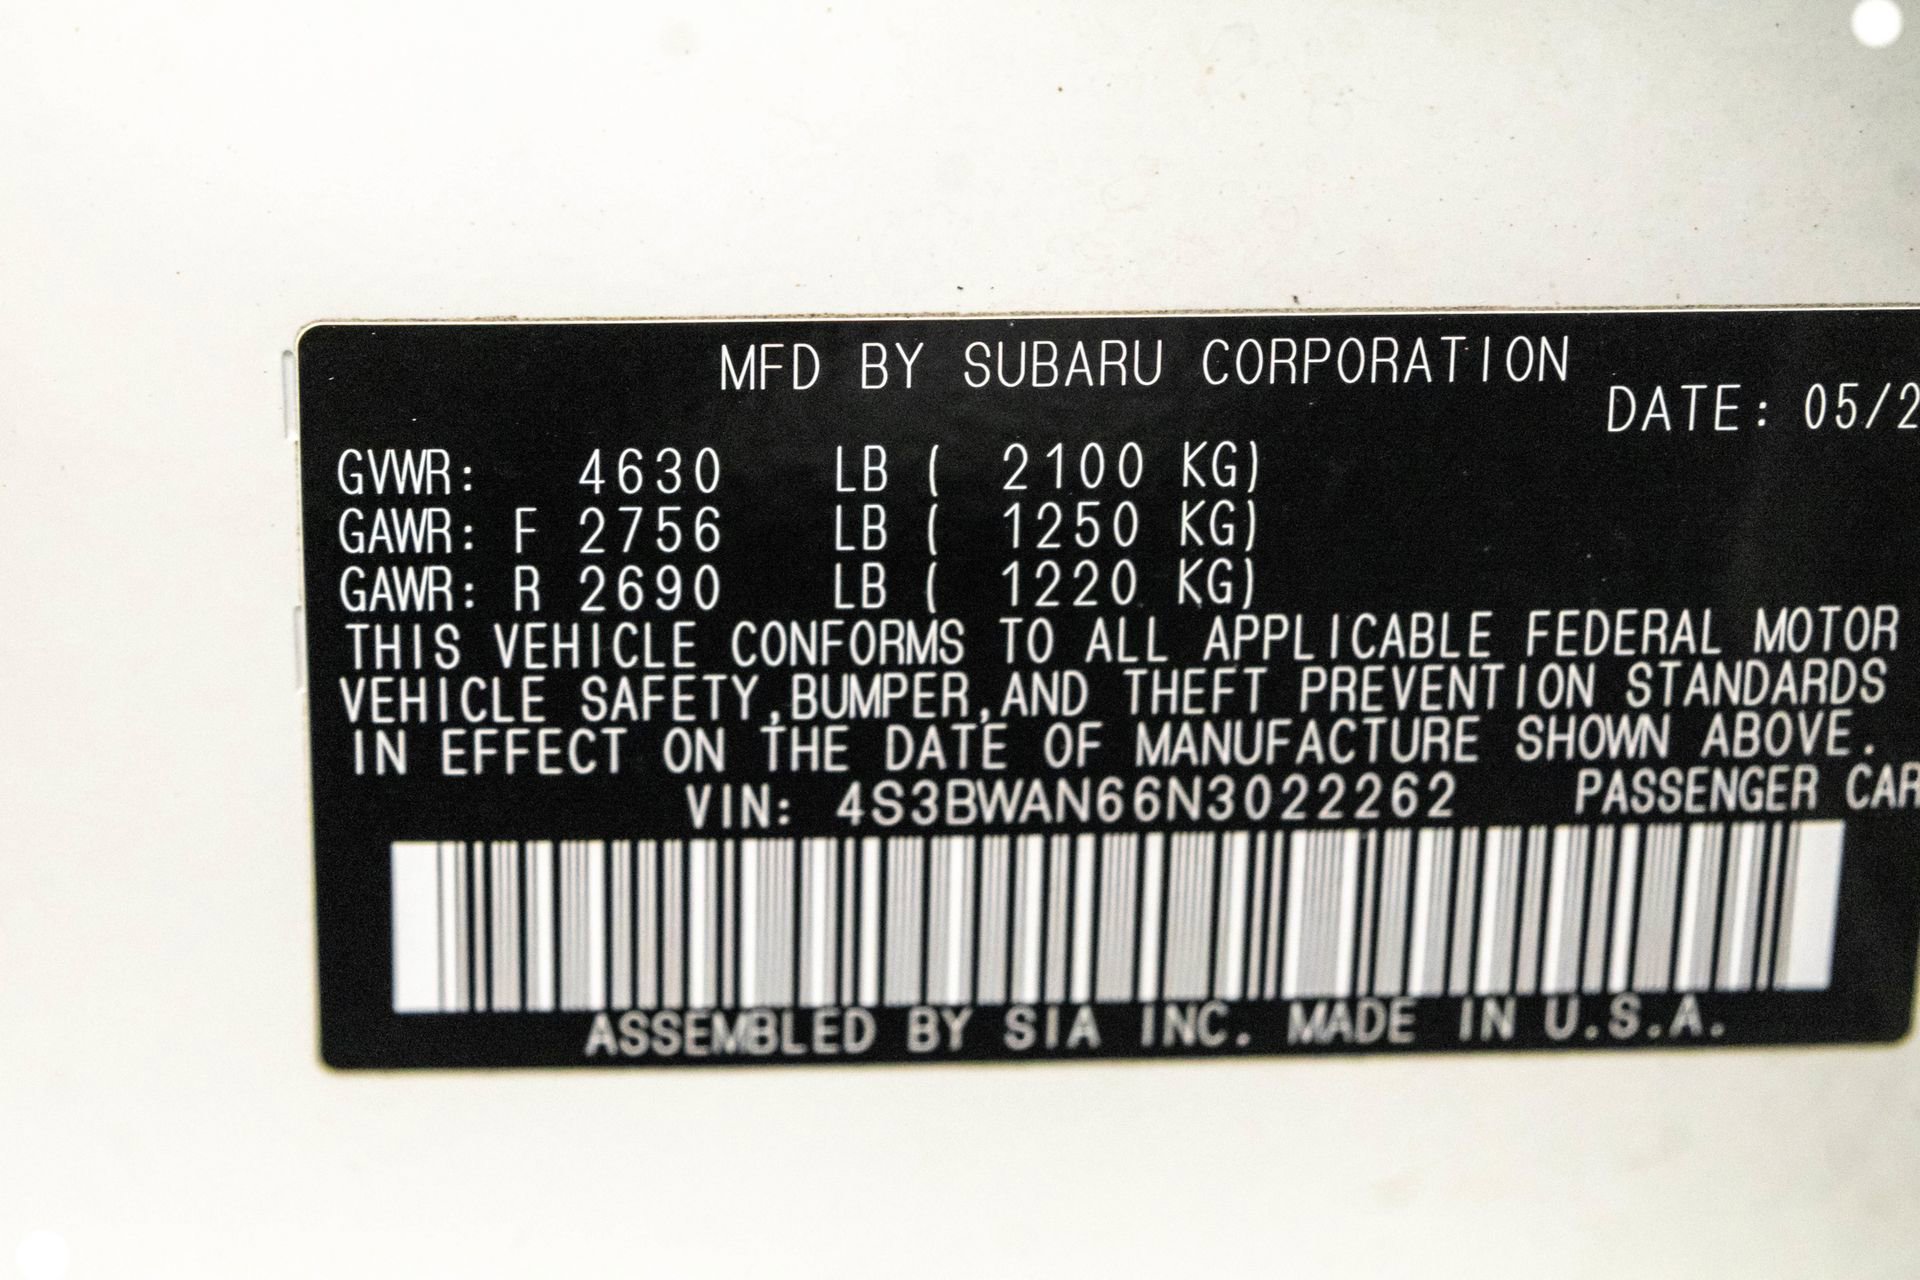 MFD BY SUBARU CORPORATION
DATE: 05/2
GVWR: 4630 LB ( 2100 KG)
GAWR: F 2756 LB ( 1250 KG)
GAWR: R 2690 LB ( 1220 KG)
THIS VEHICLE CONFORMS TO ALL APPLICABLE FEDERAL MOTOR
VEHICLE SAFETY,BUMPER,AND THEFT PREVENTION STANDARDS
IN EFFECT ON THE DATE OF MANUFACTURE SHOWN ABOVE.
VIN: 4S3BWAN66N3022262 PASSENGER CAR
ASSEMBLED BY SIA INC. MADE IN U.S.A.